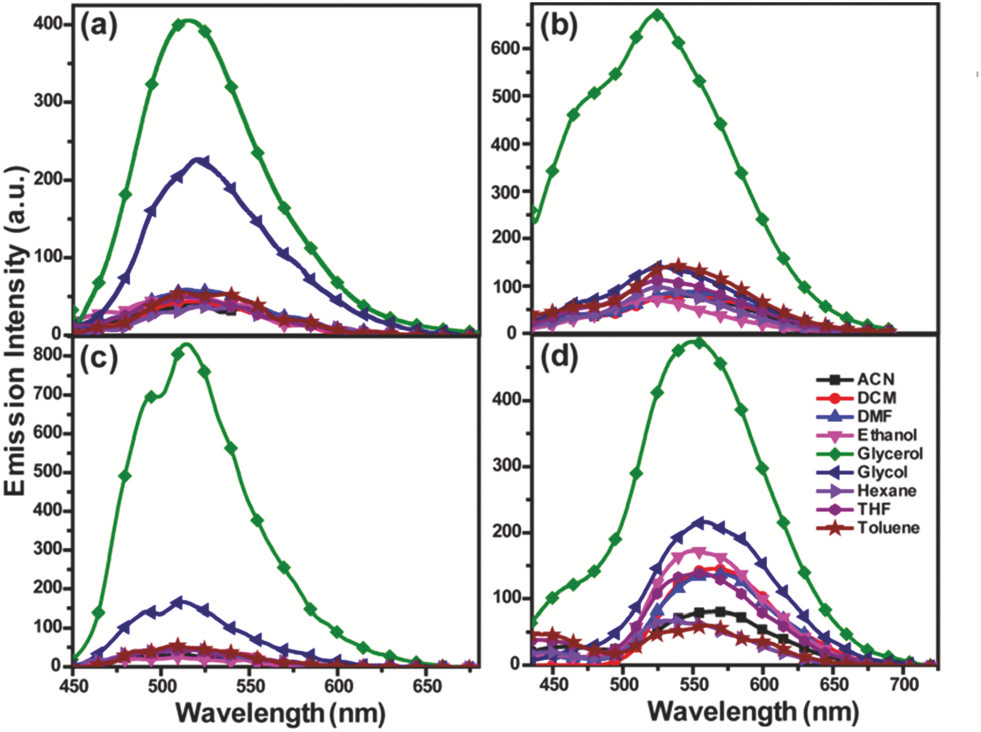 (a)
400
300
200
100
0
(b)
600
500
400
300
200
100
0
Emission Intensity (a.u.)
(c)
800
700
600
500
400
300
200
100
0
450 500 550 600 650
Wavelength (nm)
(d)
400
300
200
100
0
450 500 550 600 650 700
Wavelength (nm)
ACN
DCM
DMF
Ethanol
Glycerol
Glycol
Hexane
THF
Toluene